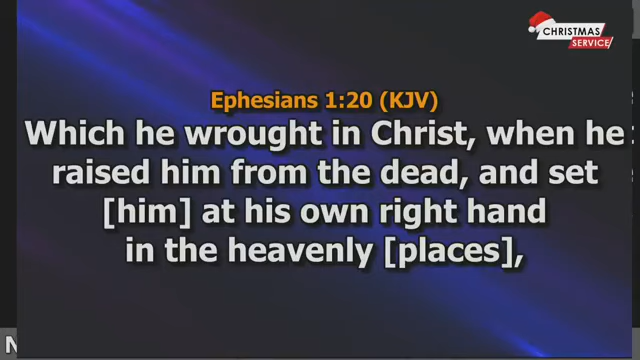 CHRISTMAS
SERVICE
Ephesians 1:20 (KJV)
Which he wrought in Christ, when he
raised him from the dead, and set
[him] at his own right hand
in the heavenly [places],
N